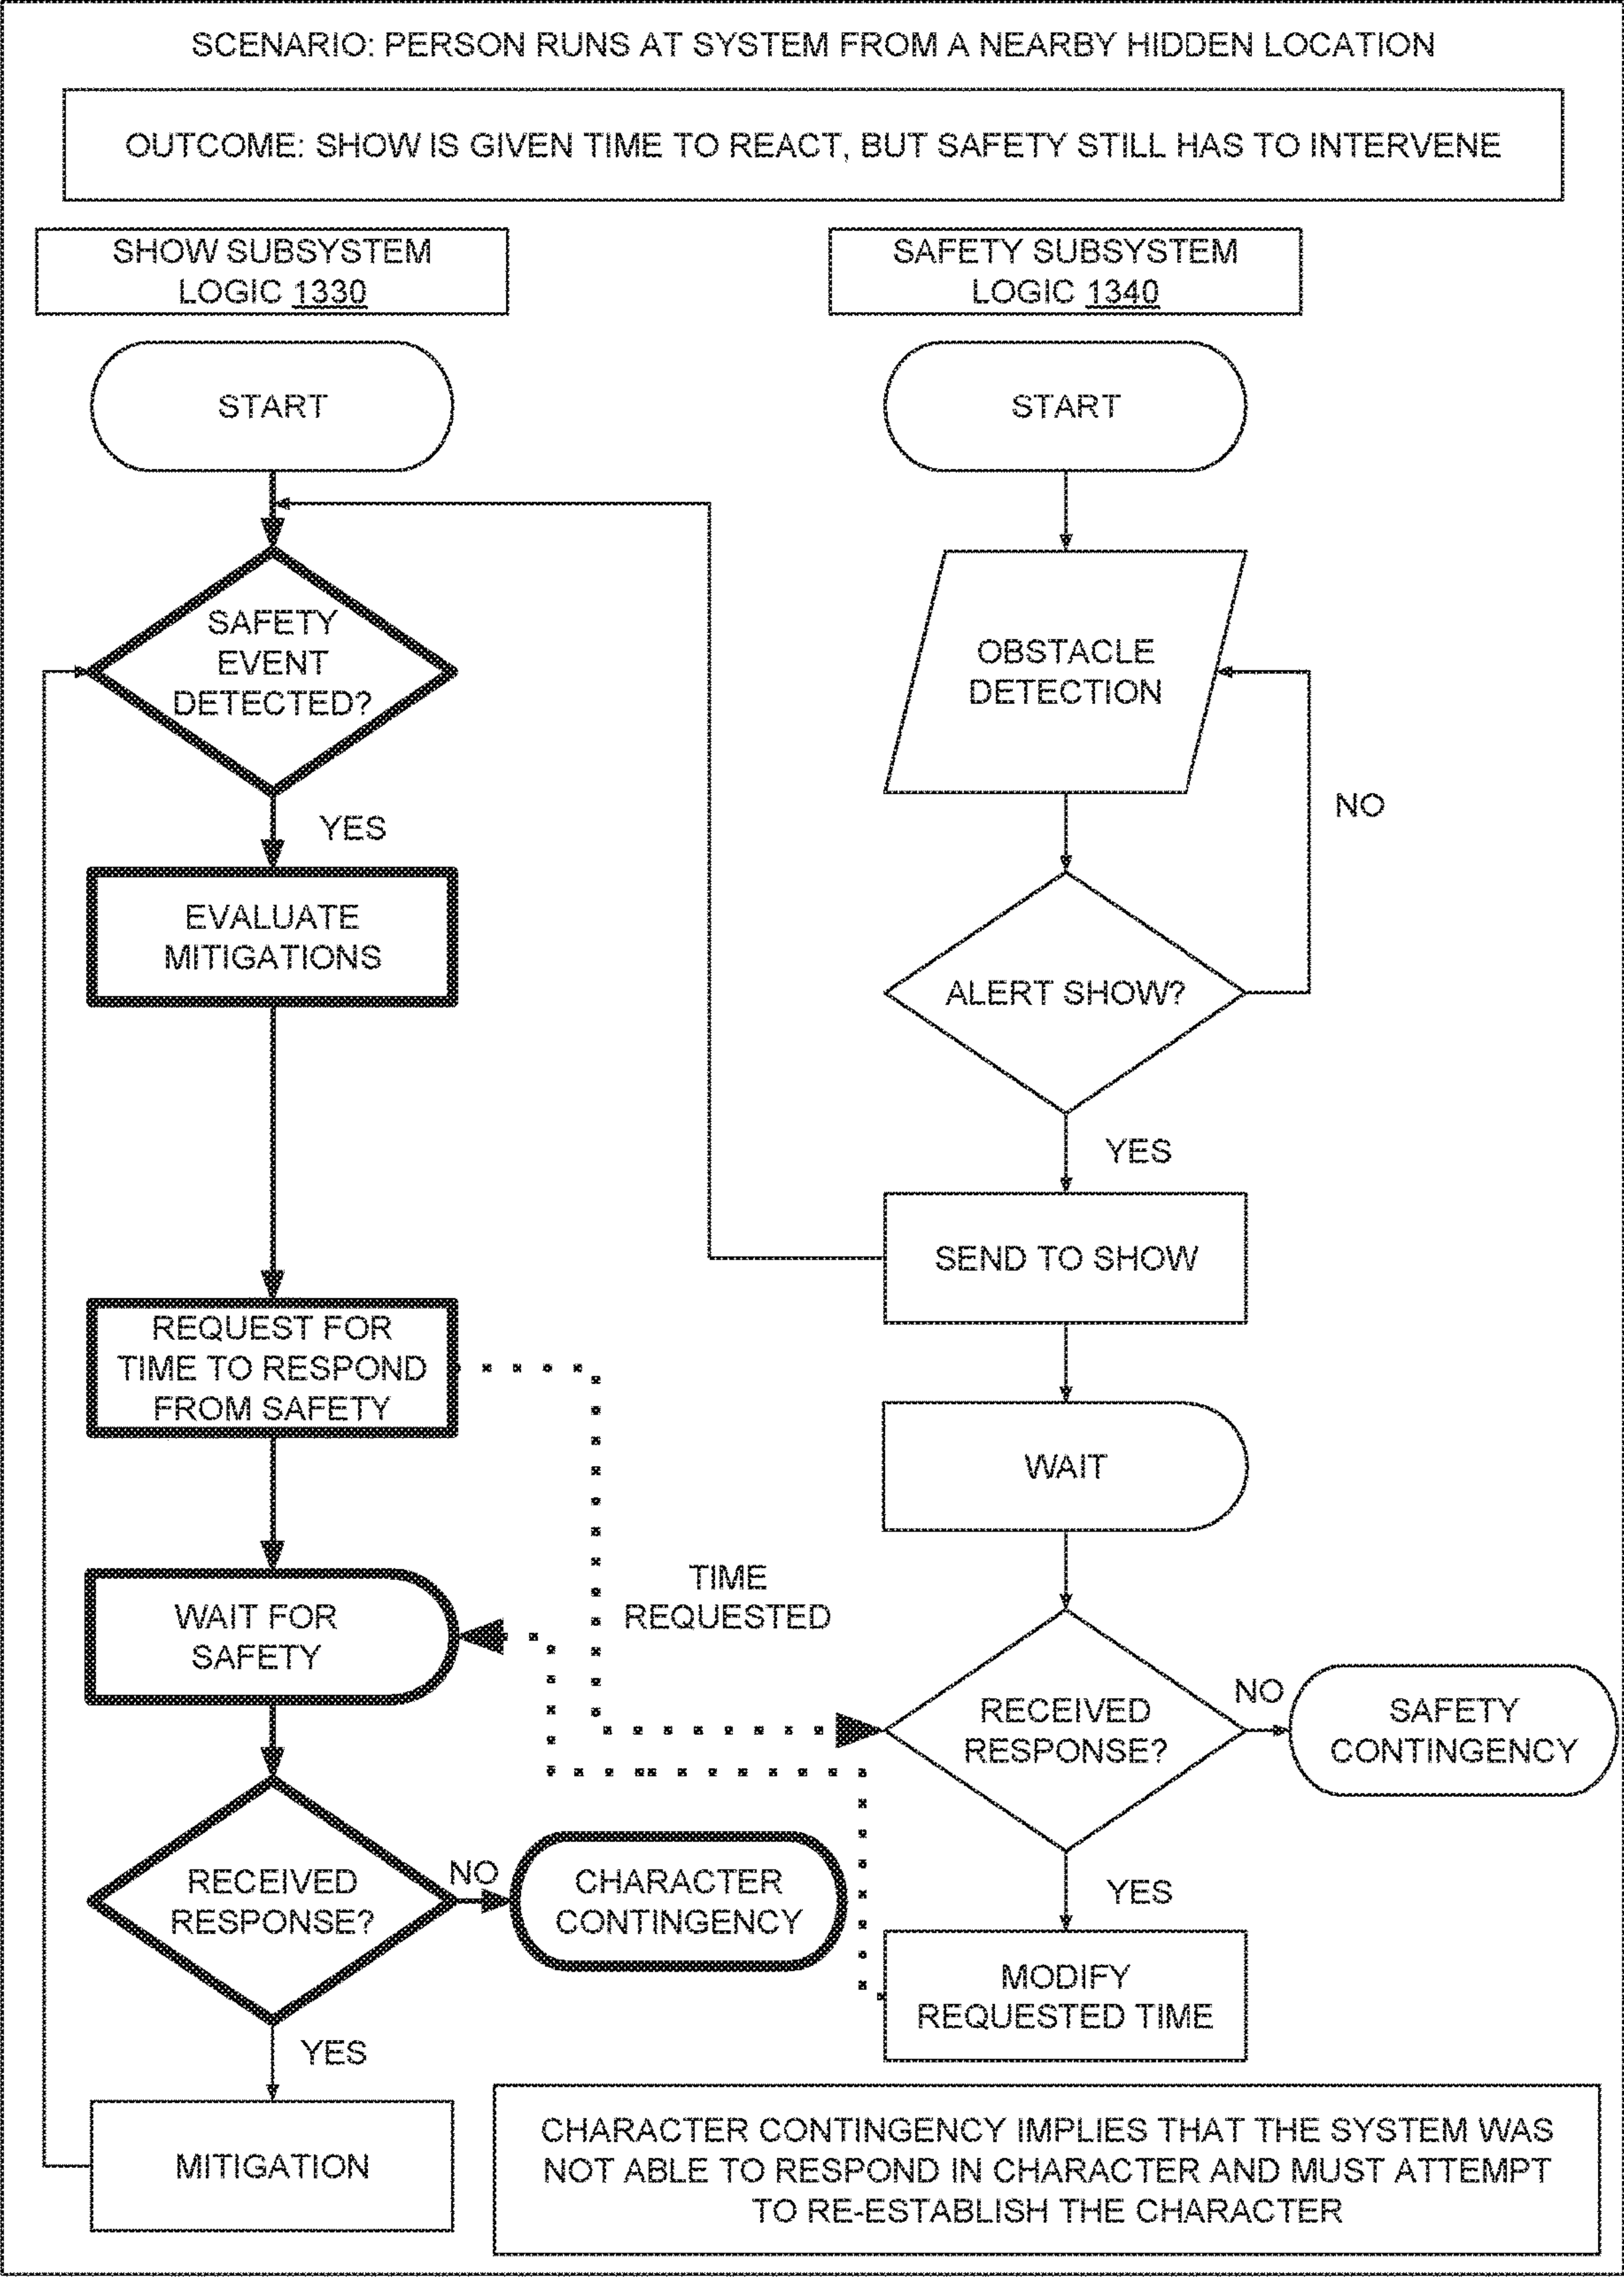 SCENARIO: PERSON RUNS AT SYSTEM FROM A NEARBY HIDDEN LOCATION
OUTCOME: SHOW IS GIVEN TIME TO REACT, BUT SAFETY STILL HAS TO INTERVENE
SHOW SUBSYSTEM
LOGIC 1330
START
SAFETY
EVENT
DETECTED?
YES
EVALUATE
MITIGATIONS
REQUEST FOR
TIME TO RESPOND
FROM SAFETY
WAIT FOR
SAFETY
RECEIVED
RESPONSE?
NO
CHARACTER
CONTINGENCY
YES
MITIGATION
TIME
REQUESTED
SAFETY SUBSYSTEM
LOGIC 1340
START
OBSTACLE
DETECTION
NO
ALERT SHOW?
YES
SEND TO SHOW
WAIT
RECEIVED
RESPONSE?
NO
SAFETY
CONTINGENCY
YES
MODIFY
REQUESTED TIME
CHARACTER CONTINGENCY IMPLIES THAT THE SYSTEM WAS
NOT ABLE TO RESPOND IN CHARACTER AND MUST ATTEMPT
TO RE-ESTABLISH THE CHARACTER